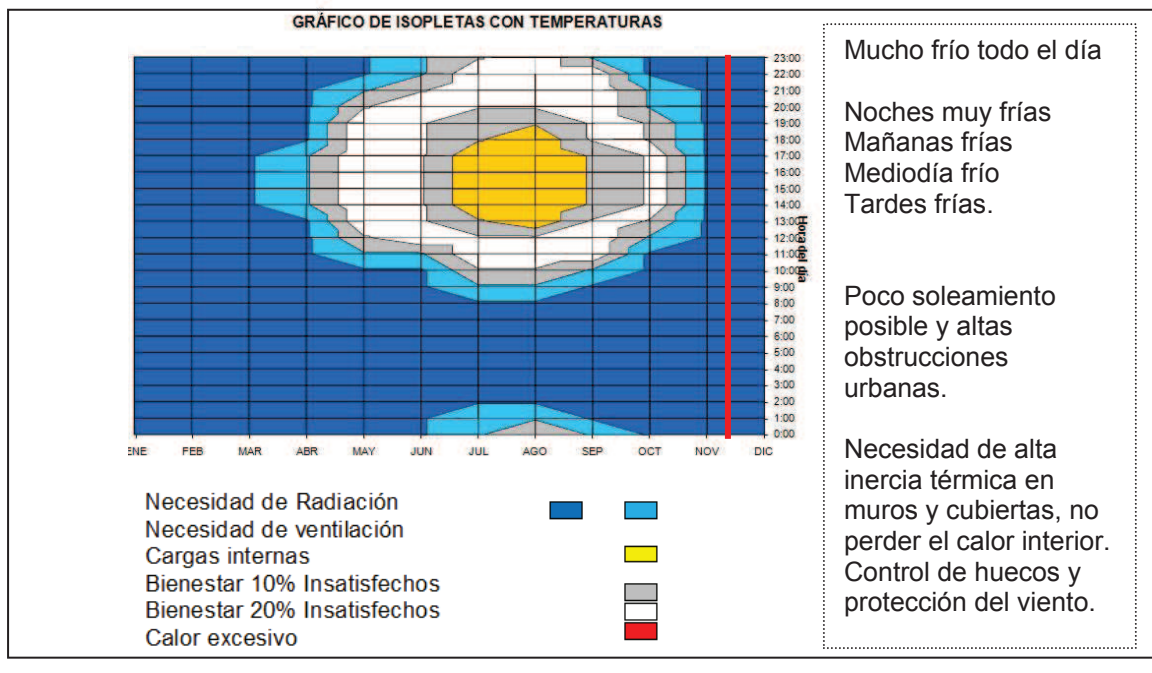 GRÁFICO DE ISOPLETAS CON TEMPERATURAS
23:00
22:00
21:00
20:00
19:00
18:00
17:00
16:00
15:00
14:00
13:00
12:00
11:00
10:00
9:00
8:00
7:00
6:00
5:00
4:00
3:00
2:00
1:00
0:00
Hora del día
ENE FEB MAR ABR MAY JUN JUL AGO SEP OCT NOV DIC
Necesidad de Radiación
Necesidad de ventilación
Cargas internas
Bienestar 10% Insatisfechos
Bienestar 20% Insatisfechos
Calor excesivo
Mucho frío todo el día
Noches muy frías
Mañanas frías
Mediodía frío
Tardes frías.
Poco soleamiento
posible y altas
obstrucciones
urbanas.
Necesidad de alta
inercia térmica en
muros y cubiertas, no
perder el calor interior.
Control de huecos y
protección del viento.